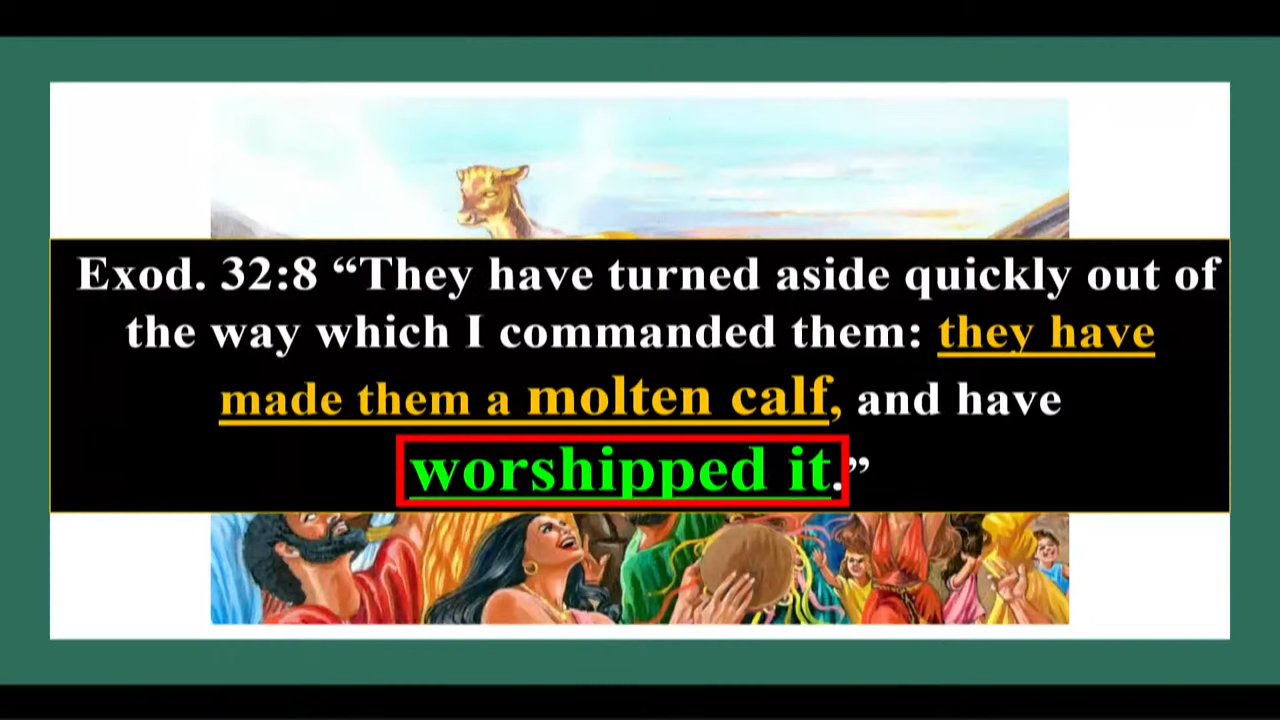 Exod. 32:8 “They have turned aside quickly out of
the way which I commanded them: they have
made them a molten calf, and have
worshipped it.”